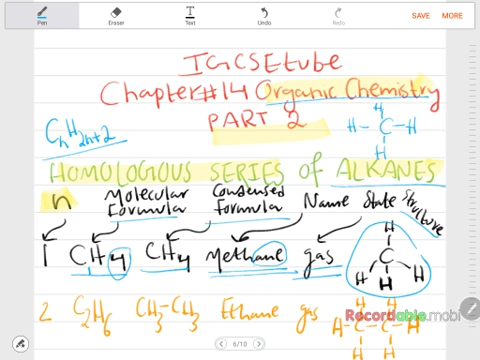 Pen Eraser Text Undo Redo SAVE MORE
IGCSEtube
Chapter#14 Organic Chemistry
PART 2
CnH2n+2
H
H - C - H
H
HOMOLOGIOUS SERIES of ALKANES
n Molecular Formula Condensed Formula Name State Structure
1 CH4 CH4 Methane gas
H
C
H H H
2 C2H6 CH3-CH3 Ethane gas
H H
H-C-C-H
H H
6/10
Recordable.mobi